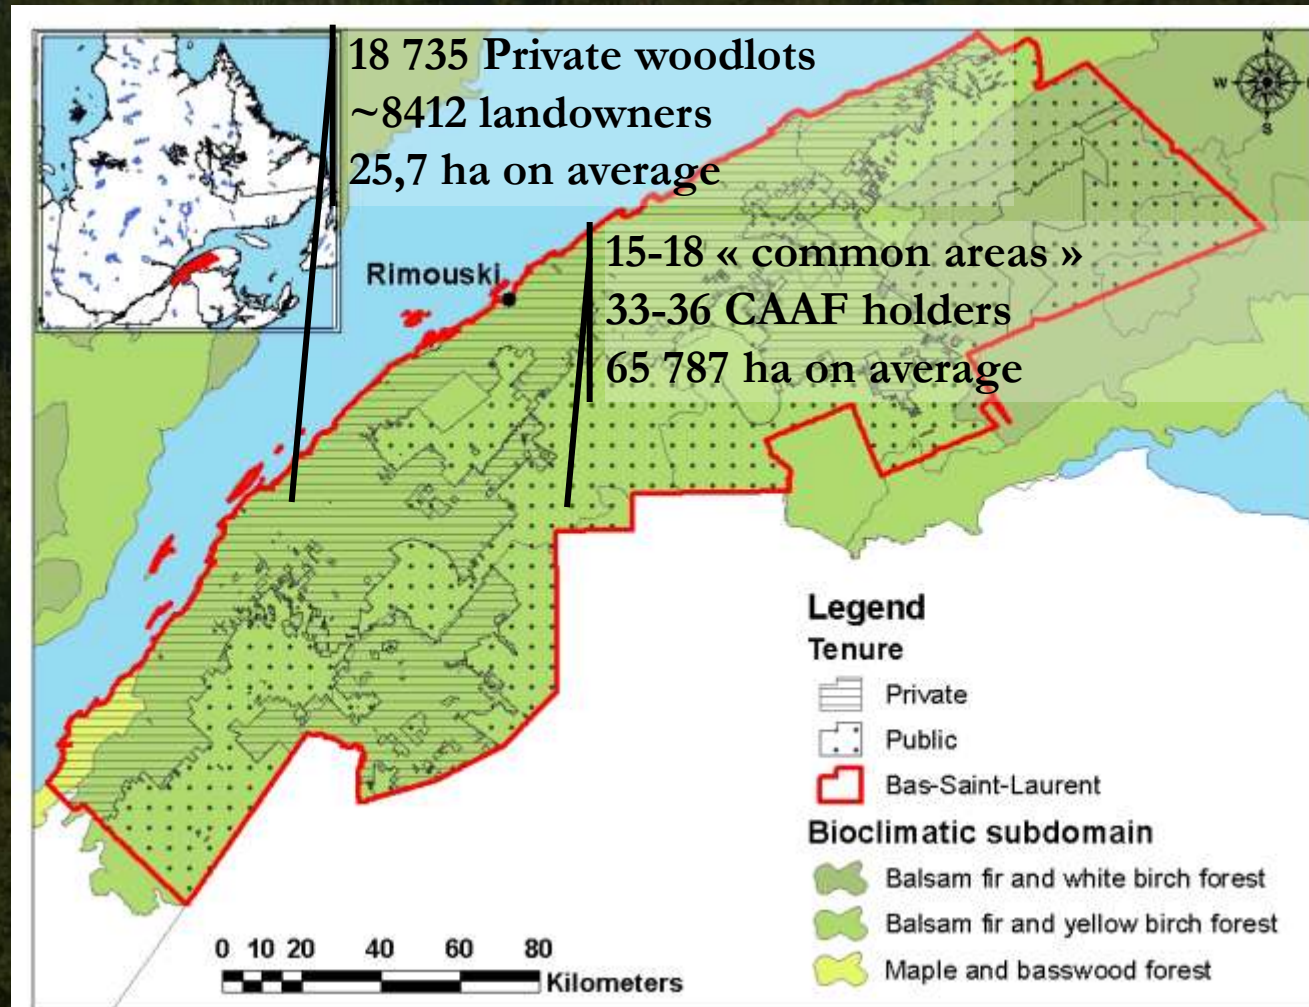 18 735 Private woodlots
~8412 landowners
25,7 ha on average
N
W
S
15-18 « common areas »
33-36 CAAF holders
65 787 ha on average
Rimouski
Legend
Tenure
Private
Public
Bas-Saint-Laurent
Bioclimatic subdomain
Balsam fir and white birch forest
Balsam fir and yellow birch forest
Maple and basswood forest
0 10 20 40 60 80
Kilometers